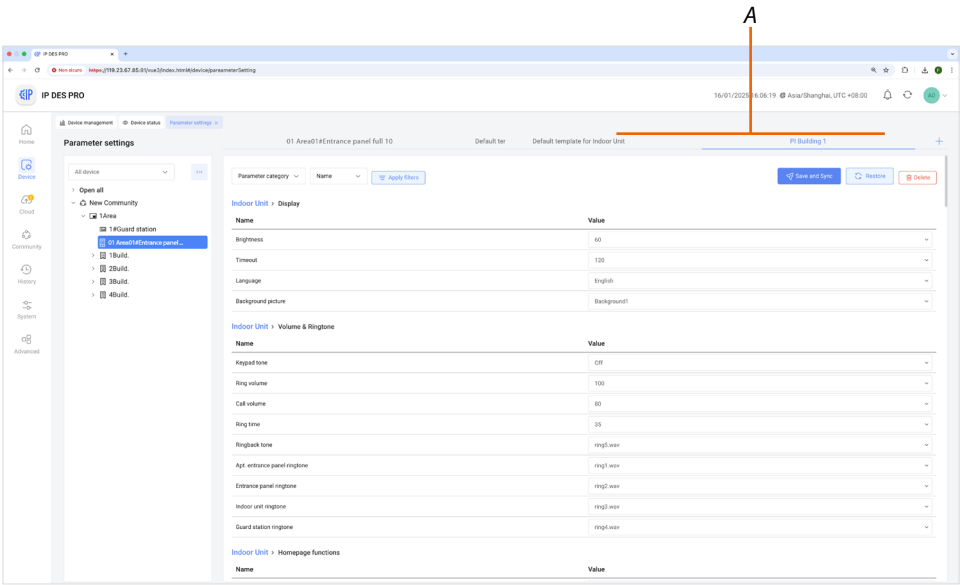 A
IP DES PRO
Non sicuro https://119.23.67.85:81/vue3/index.html#/device/parameterSetting
IP DES PRO
16/01/2025 16:06:19 Asia/Shanghai, UTC +08:00
AD
Device management Device status Parameter settings
Home
Device
Cloud
Community
History
System
Advanced
Parameter settings
All device
Open all
New Community
1Area
1#Guard station
01 Area01#Entrance panel...
1Build.
2Build.
3Build.
4Build.
01 Area01#Entrance panel full 10 Default ter Default template for Indoor Unit PI Building 1
Parameter category Name Apply filters Save and Sync Restore Delete
Indoor Unit > Display
Name Value
Brightness 60
Timeout 120
Language English
Background picture Background1
Indoor Unit > Volume & Ringtone
Name Value
Keypad tone Off
Ring volume 100
Call volume 80
Ring time 35
Ringback tone ring5.wav
Apt. entrance panel ringtone ring1.wav
Entrance panel ringtone ring2.wav
Indoor unit ringtone ring3.wav
Guard station ringtone ring4.wav
Indoor Unit > Homepage functions
Name Value